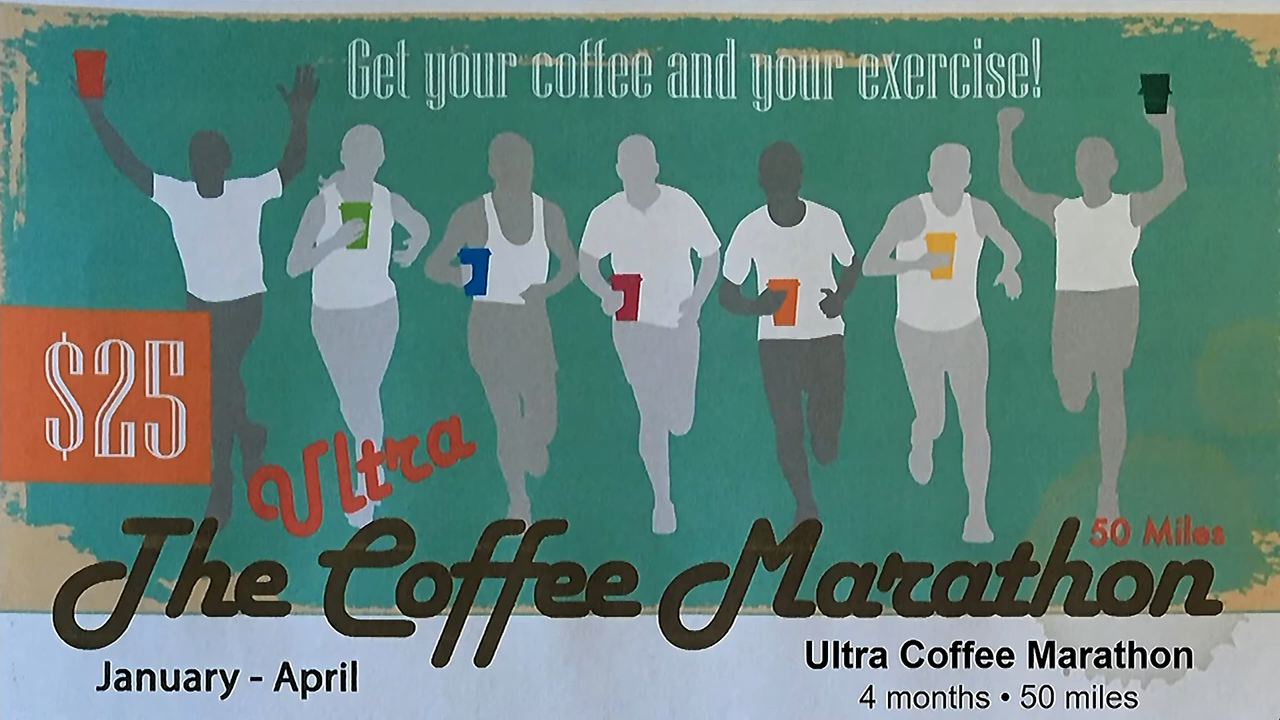 Get your coffee and your exercise!
$25
Ultra
The Coffee Marathon
50 Miles
January - April
Ultra Coffee Marathon
4 months • 50 miles